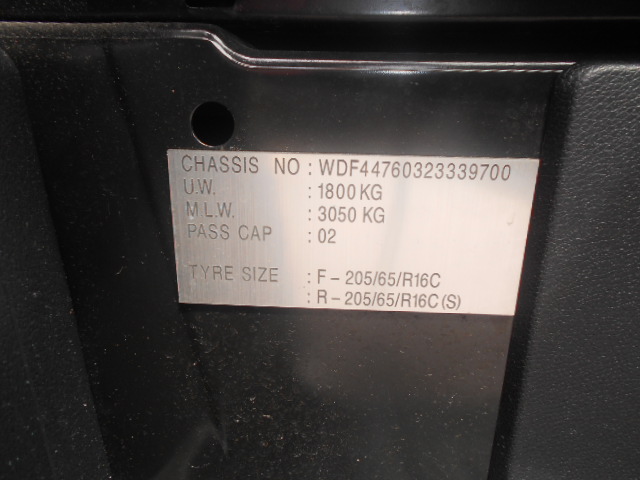 CHASSIS NO : WDF44760323339700
U.W. : 1800 KG
M.L.W. : 3050 KG
PASS CAP : 02
TYRE SIZE : F - 205/65/R16C
: R - 205/65/R16C (S)